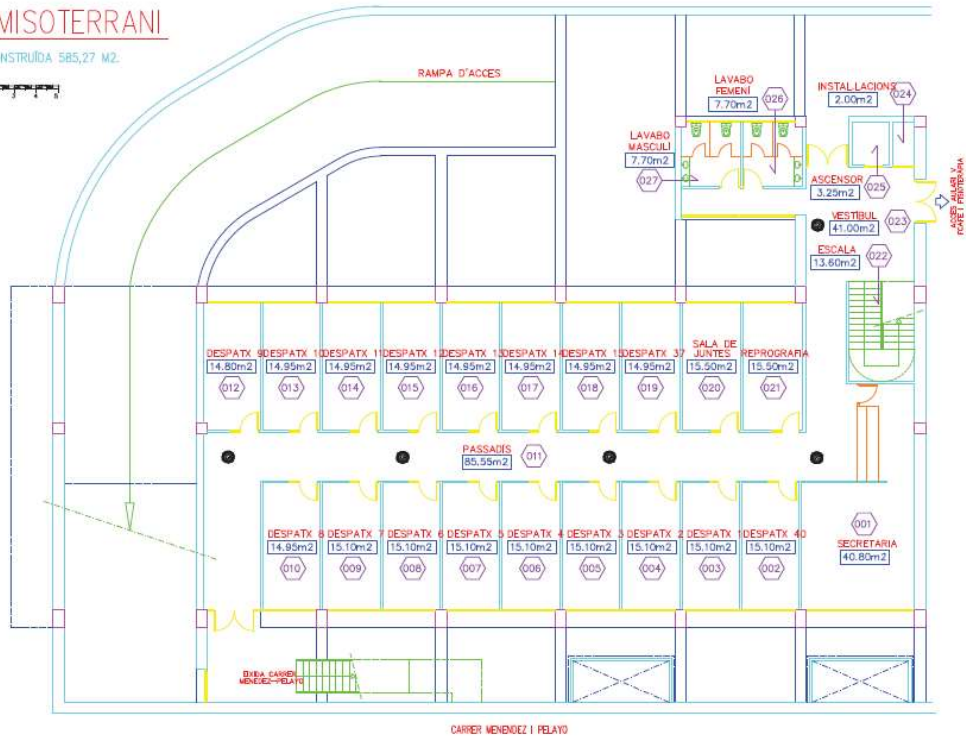 MISOTERRANI
NSTRUÏDA 585,27 M2.
RAMPA D'ACCES
LAVABO
FEMENÍ
7.70m2
026
INSTAL.LACIONS
2.00m2
024
LAVABO
MASCULÍ
7.70m2
027
ASCENSOR
3.25m2
025
VESTÍBUL
41.00m2
023
ESCALA
13.60m2
022
DESPATX 9
14.80m2
012
DESPATX 10
14.95m2
013
DESPATX 11
14.95m2
014
DESPATX 12
14.95m2
015
DESPATX 13
14.95m2
016
DESPATX 14
14.95m2
017
DESPATX 15
14.95m2
018
DESPATX 37
14.95m2
019
SALA DE
JUNTES
15.50m2
020
REPROGRAFIA
15.50m2
021
PASSADÍS
85.55m2
011
DESPATX 8
14.95m2
010
DESPATX 7
15.10m2
009
DESPATX 6
15.10m2
008
DESPATX 5
15.10m2
007
DESPATX 4
15.10m2
006
DESPATX 3
15.10m2
005
DESPATX 2
15.10m2
004
DESPATX 1
15.10m2
003
DESPATX 40
15.10m2
002
001
SECRETARIA
40.80m2
EIXIDA CARRER
MENÉDEZ-PELAYO
CARRER MENENDEZ I PELAYO